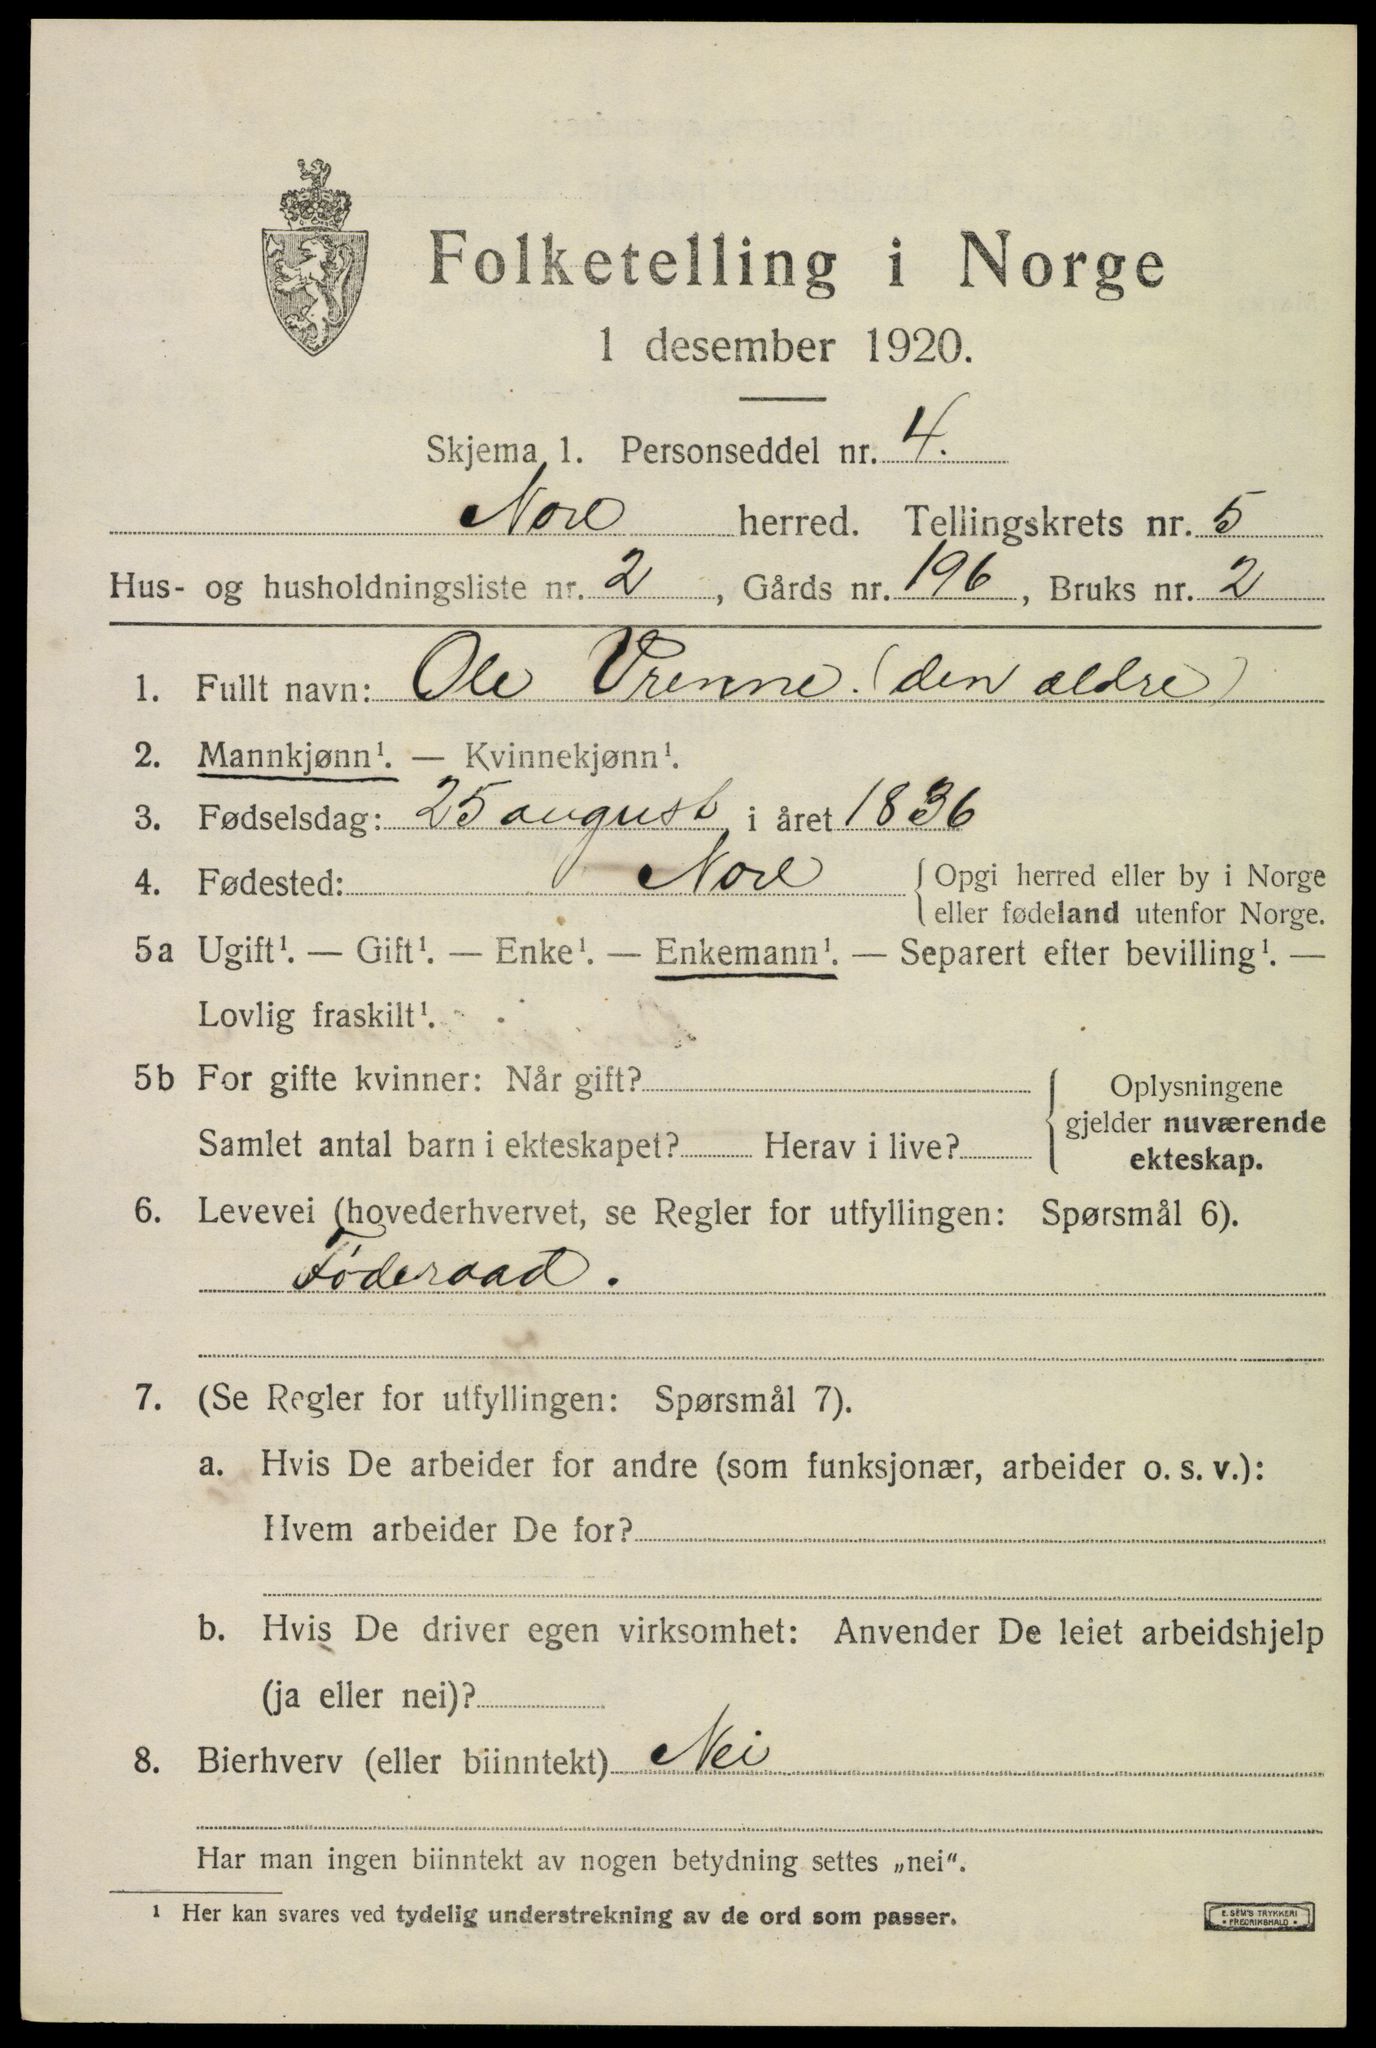 Folketelling i Norge
1 desember 1920.
Skjema 1. Personseddel nr. 4.
Nore herred. Tellingskrets nr. 5
Hus- og husholdningsliste nr. 2, Gårds nr. 196, Bruks nr. 2
1. Fullt navn: Ole Vrenne. (den ældre)
2. Mannkjønn¹. — Kvinnekjønn¹.
3. Fødselsdag: 25 august i året 1836
4. Fødested: Nore { Opgi herred eller by i Norge
eller fødeland utenfor Norge.
5a Ugift¹. — Gift¹. — Enke¹. — Enkemann¹. — Separert efter bevilling¹. —
Lovlig fraskilt¹.
5b For gifte kvinner: Når gift?
Samlet antal barn i ekteskapet? Herav i live?
{ Oplysningene
gjelder nuværende
ekteskap.
6. Levevei (hovederhvervet, se Regler for utfyllingen: Spørsmål 6).
Føderaad.
7. (Se Regler for utfyllingen: Spørsmål 7).
a. Hvis De arbeider for andre (som funksjonær, arbeider o. s. v.):
Hvem arbeider De for?
b. Hvis De driver egen virksomhet: Anvender De leiet arbeidshjelp
(ja eller nei)?
8. Bierhverv (eller biinntekt) Nei
Har man ingen biinntekt av nogen betydning settes „nei“.
¹ Her kan svares ved tydelig understrekning av de ord som passer.
E. SEM'S TRYKKERI
• FREDRIKSHALD •